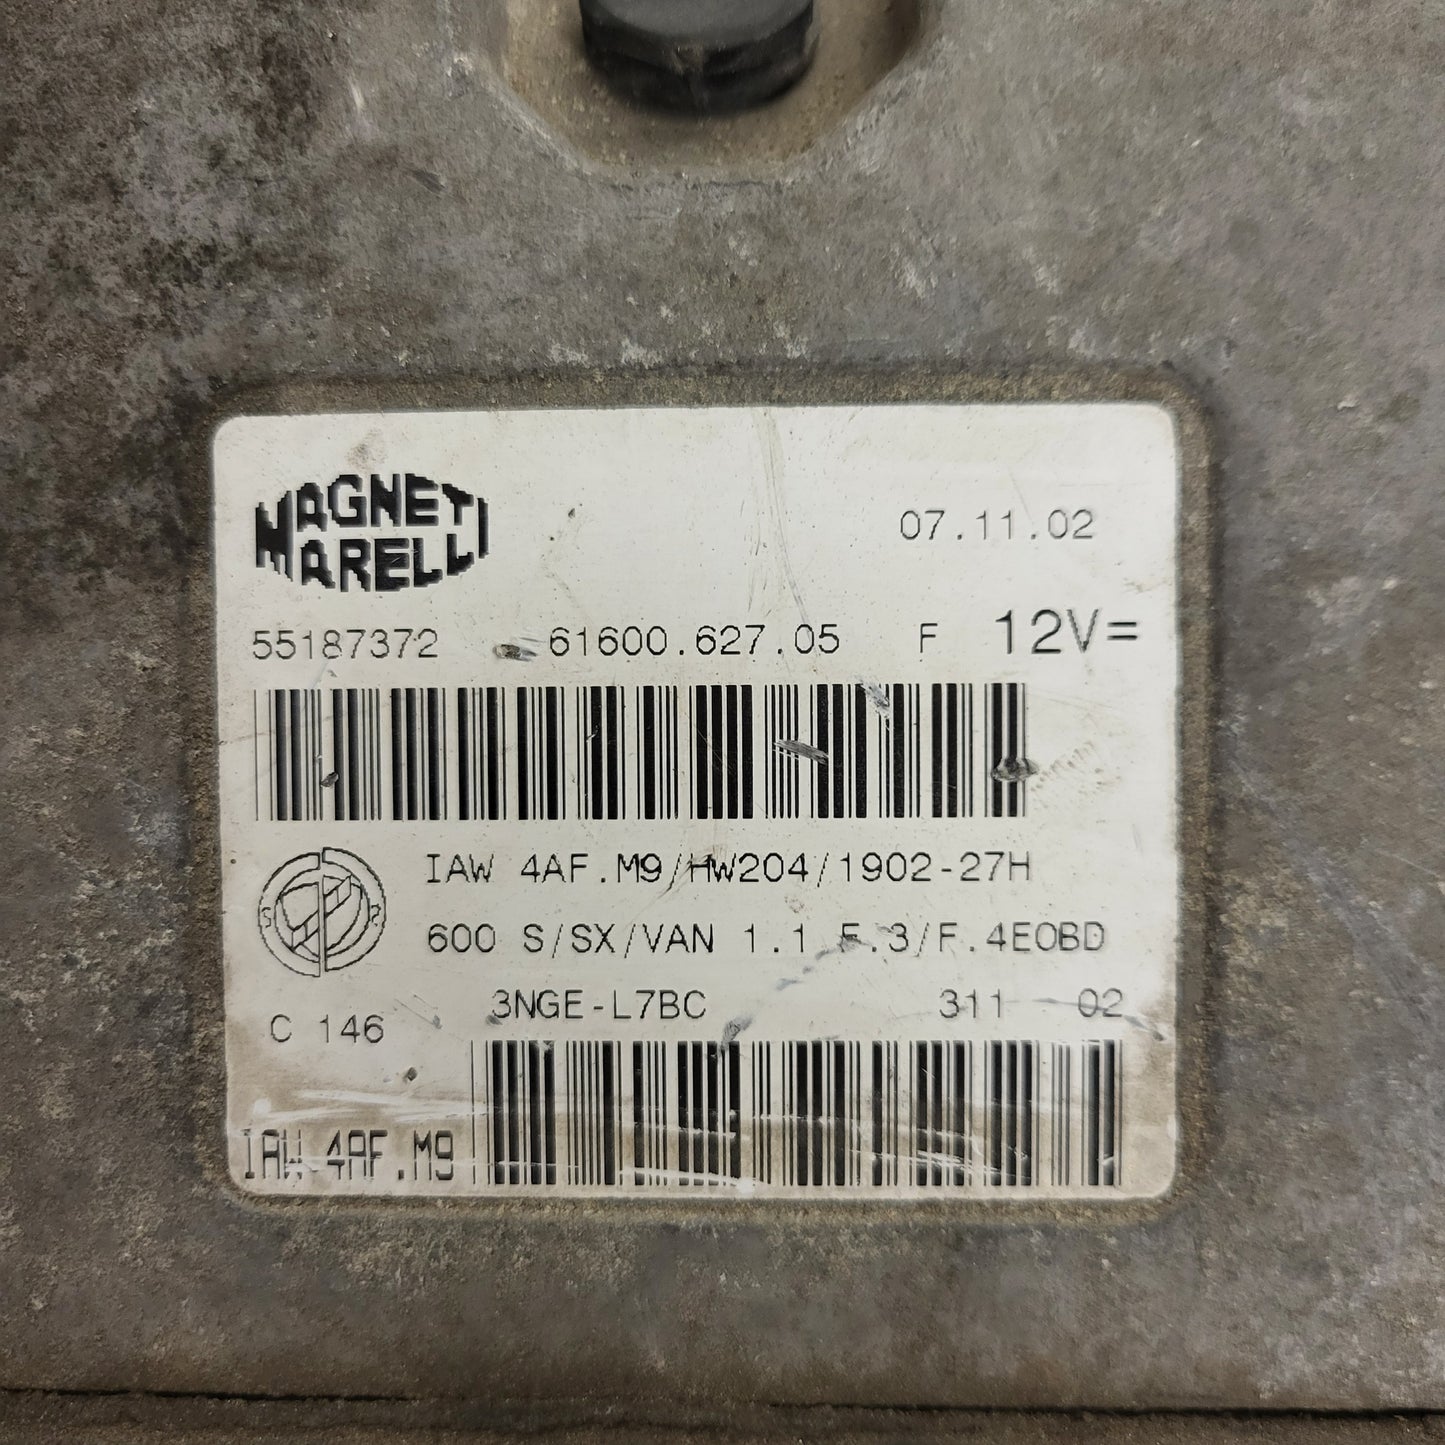 MAGNETI
MARELLI
07.11.02
55187372 61600.627.05 F 12V=
IAW 4AF.M9/HW204/1902-27H
600 S/SX/VAN 1.1 F.3/F.4EOBD
3NGE-L7BC 311 02
C 146
IAW 4AF.M9